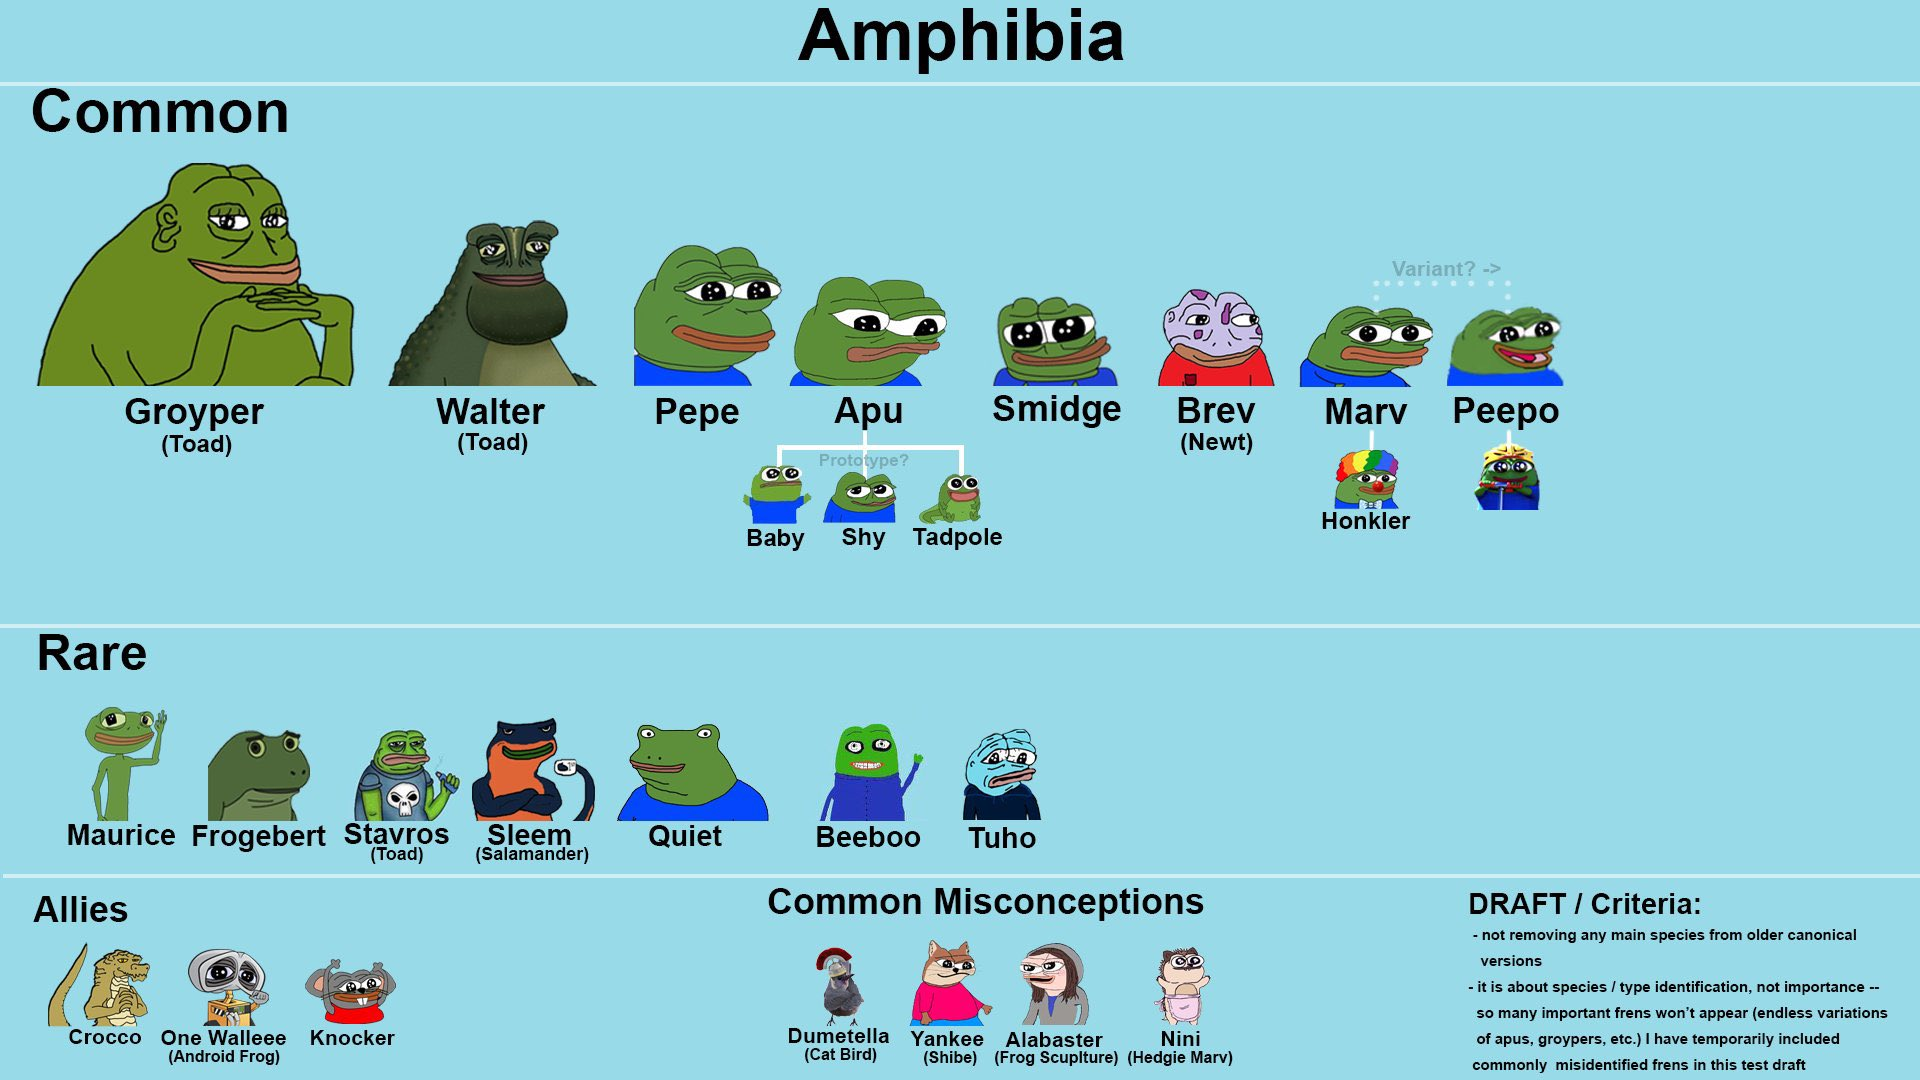 Amphibia
Common
Variant? ->
Groyper
(Toad)
Walter
(Toad)
Pepe
Apu
Smidge
Brev
(Newt)
Marv
Peepo
Prototype?
Baby
Shy
Tadpole
Honkler
Rare
Maurice
Frogebert
Stavros
(Toad)
Sleem
(Salamander)
Quiet
Beeboo
Tuho
Allies
Crocco
One Walleee
(Android Frog)
Knocker
Common Misconceptions
Dumetella
(Cat Bird)
Yankee
(Shibe)
Alabaster
(Frog Scuplture)
Nini
(Hedgie Marv)
DRAFT / Criteria:
- not removing any main species from older canonical
versions
- it is about species / type identification, not importance --
so many important frens won't appear (endless variations
of apus, groypers, etc.) I have temporarily included
commonly misidentified frens in this test draft